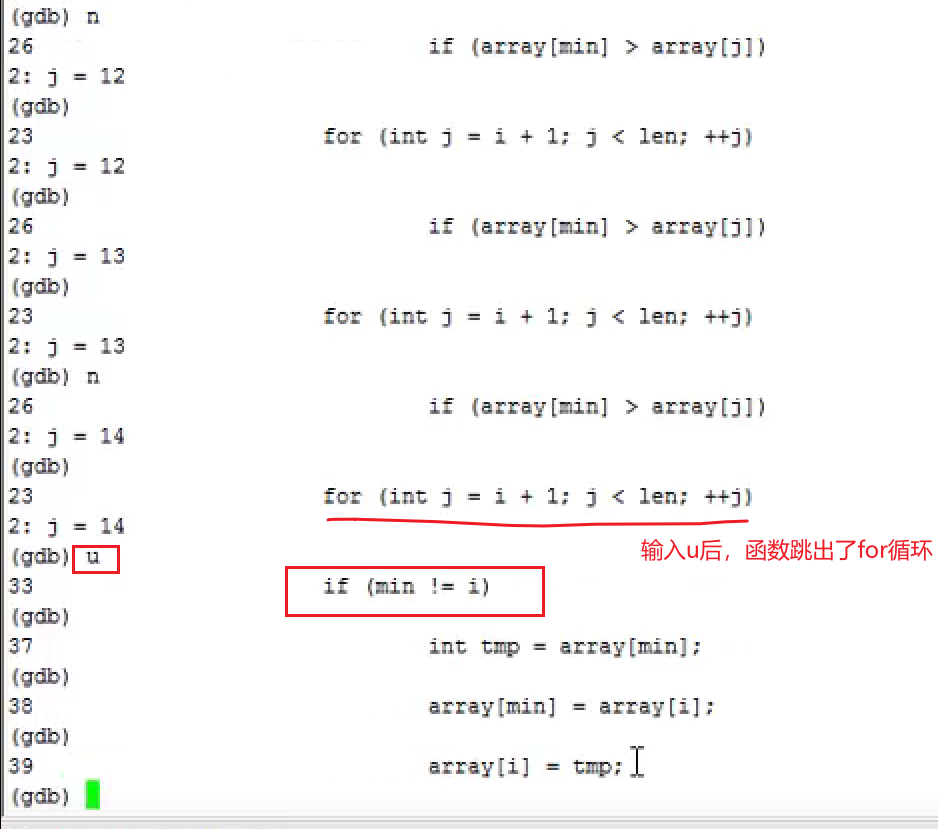 (gdb) n
26 if (array[min] > array[j])
2: j = 12
(gdb)
23 for (int j = i + 1; j < len; ++j)
2: j = 12
(gdb)
26 if (array[min] > array[j])
2: j = 13
(gdb)
23 for (int j = i + 1; j < len; ++j)
2: j = 13
(gdb) n
26 if (array[min] > array[j])
2: j = 14
(gdb)
23 for (int j = i + 1; j < len; ++j)
2: j = 14
(gdb) u
输入u后，函数跳出了for循环
33 if (min != i)
(gdb)
37 int tmp = array[min];
(gdb)
38 array[min] = array[i];
(gdb)
39 array[i] = tmp;
(gdb)